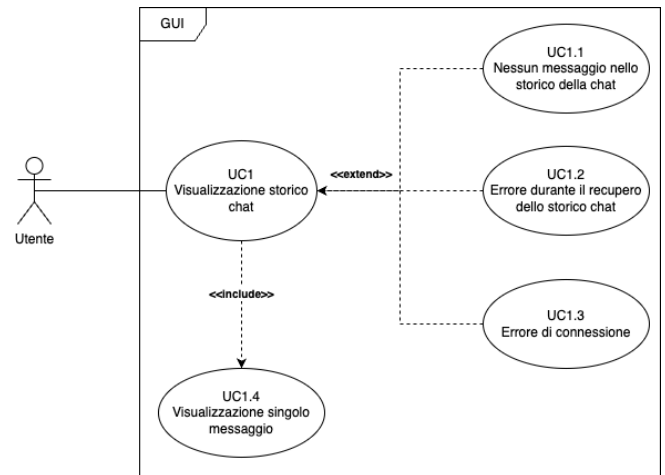 GUI
UC1.1
Nessun messaggio nello
storico della chat
UC1
Visualizzazione storico
chat
<<extend>>
UC1.2
Errore durante il recupero
dello storico chat
Utente
<<include>>
UC1.3
Errore di connessione
UC1.4
Visualizzazione singolo
messaggio